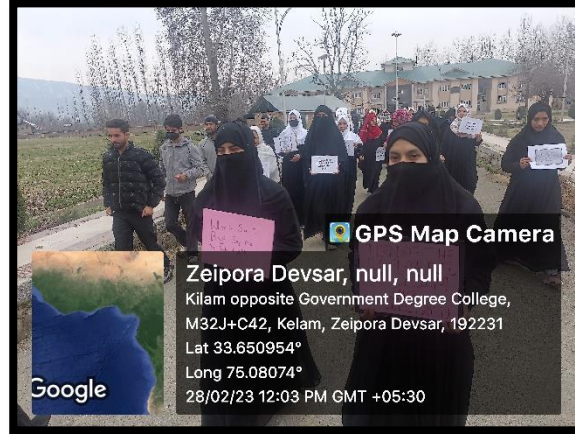 GPS Map Camera
Zeipora Devsar, null, null
Kilam opposite Government Degree College,
M32J+C42, Kelam, Zeipora Devsar, 192231
Lat 33.650954°
Long 75.08074°
28/02/23 12:03 PM GMT +05:30
Google